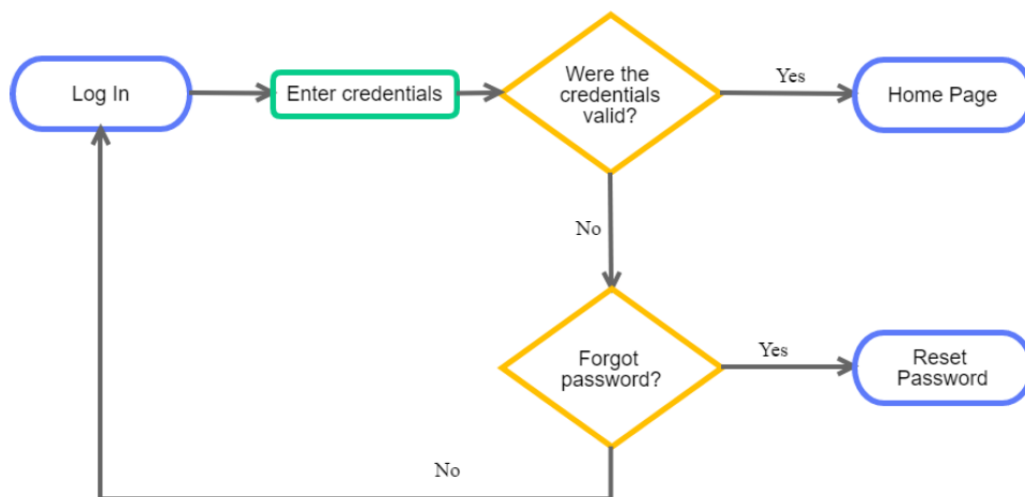 Log In
Enter credentials
Were the
credentials
valid?
Yes
Home Page
No
Forgot
password?
Yes
Reset
Password
No